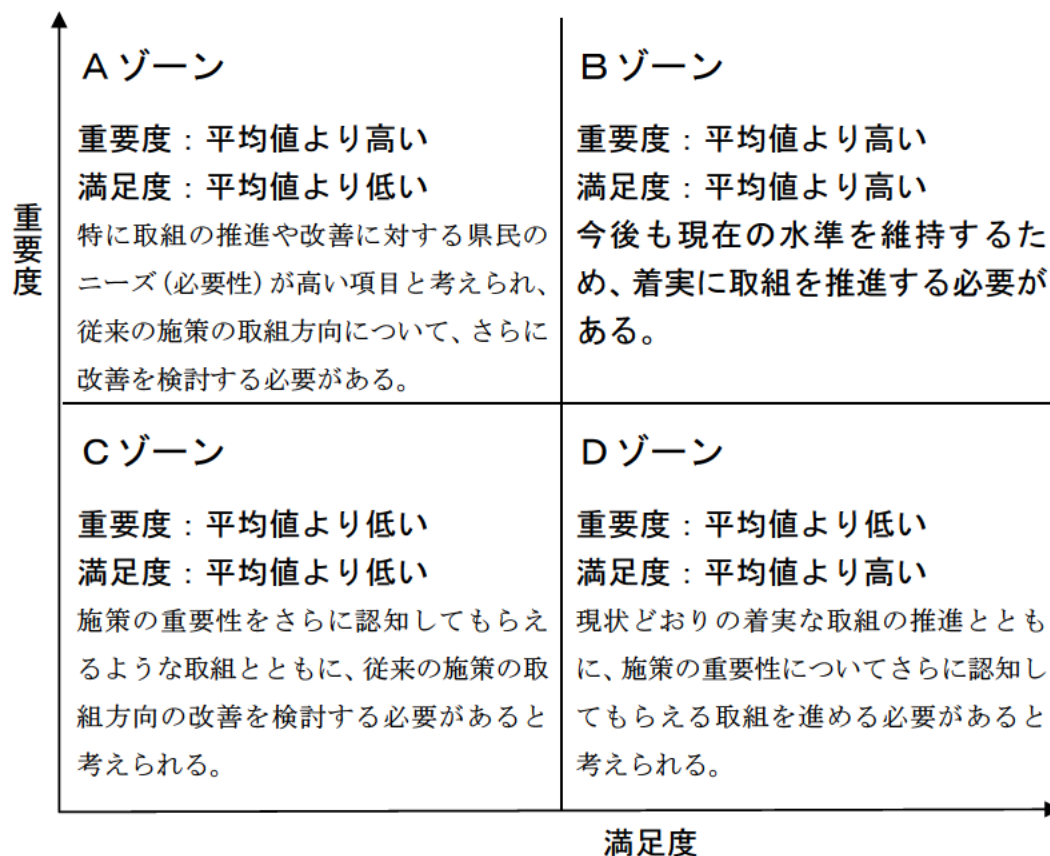 重要度
Aゾーン
重要度：平均値より高い
満足度：平均値より低い
特に取組の推進や改善に対する県民の
ニーズ(必要性)が高い項目と考えられ、
従来の施策の取組方向について、さらに
改善を検討する必要がある。
Bゾーン
重要度：平均値より高い
満足度：平均値より高い
今後も現在の水準を維持するた
め、着実に取組を推進する必要が
ある。
Cゾーン
重要度：平均値より低い
満足度：平均値より低い
施策の重要性をさらに認知してもらえ
るような取組とともに、従来の施策の取
組方向の改善を検討する必要があると
考えられる。
Dゾーン
重要度：平均値より低い
満足度：平均値より高い
現状どおりの着実な取組の推進ととも
に、施策の重要性についてさらに認知し
てもらえる取組を進める必要があると
考えられる。
満足度